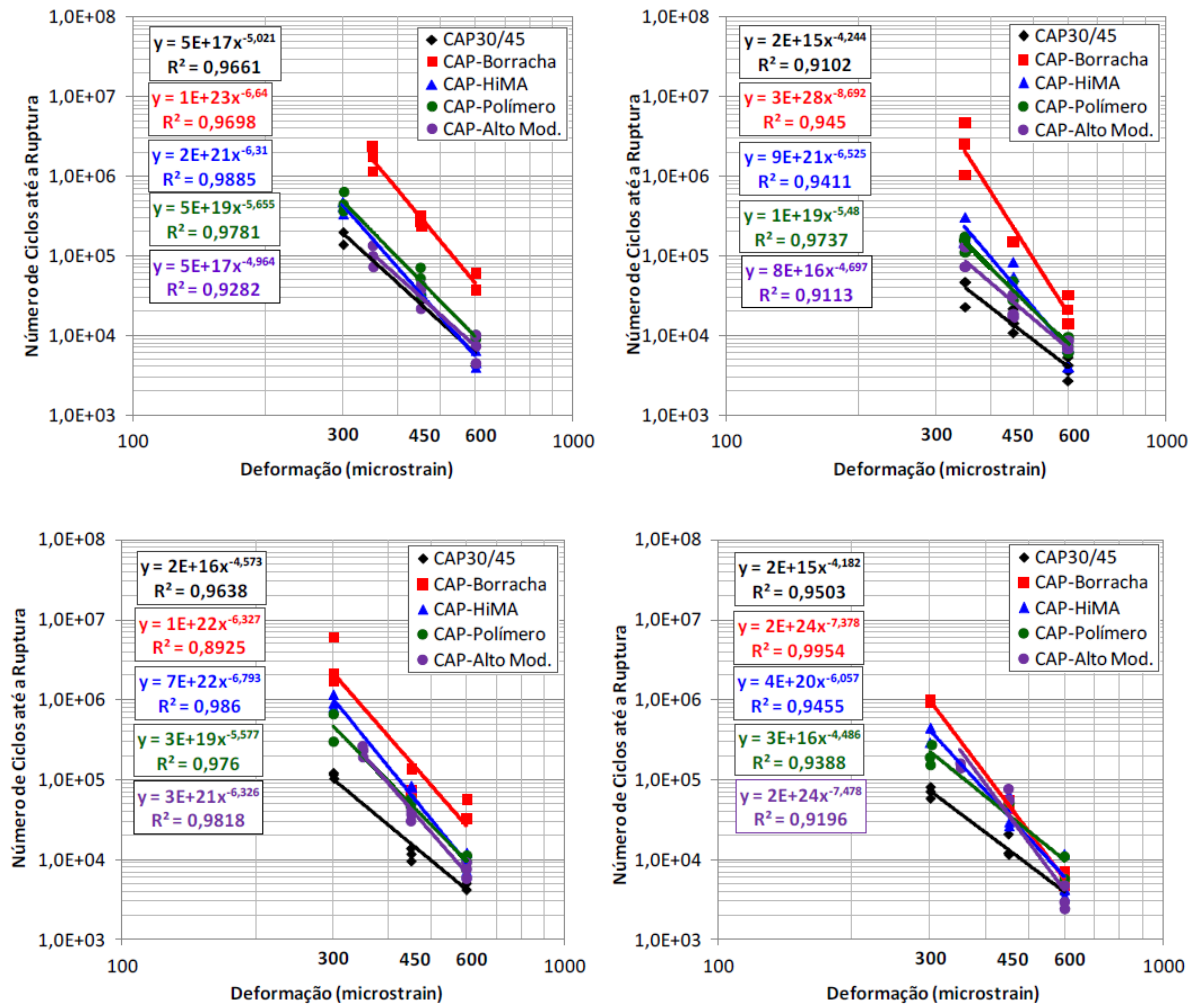 1,0E+08
1,0E+07
1,0E+06
1,0E+05
1,0E+04
1,0E+03
Número de Ciclos até a Ruptura
y = 5E+17x^-5,021
R² = 0,9661
y = 1E+23x^-6,64
R² = 0,9698
y = 2E+21x^-6,31
R² = 0,9885
y = 5E+19x^-5,655
R² = 0,9781
y = 5E+17x^-4,964
R² = 0,9282
CAP30/45
CAP-Borracha
CAP-HiMA
CAP-Polímero
CAP-Alto Mod.
100 300 450 600 1000
Deformação (microstrain)
1,0E+08
1,0E+07
1,0E+06
1,0E+05
1,0E+04
1,0E+03
Número de Ciclos até a Ruptura
y = 2E+15x^-4,244
R² = 0,9102
y = 3E+28x^-8,692
R² = 0,945
y = 9E+21x^-6,525
R² = 0,9411
y = 1E+19x^-5,48
R² = 0,9737
y = 8E+16x^-4,697
R² = 0,9113
CAP30/45
CAP-Borracha
CAP-HiMA
CAP-Polímero
CAP-Alto Mod.
100 300 450 600 1000
Deformação (microstrain)
1,0E+08
1,0E+07
1,0E+06
1,0E+05
1,0E+04
1,0E+03
Número de Ciclos até a Ruptura
y = 2E+16x^-4,573
R² = 0,9638
y = 1E+22x^-6,327
R² = 0,8925
y = 7E+22x^-6,793
R² = 0,986
y = 3E+19x^-5,577
R² = 0,976
y = 3E+21x^-6,326
R² = 0,9818
CAP30/45
CAP-Borracha
CAP-HiMA
CAP-Polímero
CAP-Alto Mod.
100 300 450 600 1000
Deformação (microstrain)
1,0E+08
1,0E+07
1,0E+06
1,0E+05
1,0E+04
1,0E+03
Número de Ciclos até a Ruptura
y = 2E+15x^-4,182
R² = 0,9503
y = 2E+24x^-7,378
R² = 0,9954
y = 4E+20x^-6,057
R² = 0,9455
y = 3E+16x^-4,486
R² = 0,9388
y = 2E+24x^-7,478
R² = 0,9196
CAP30/45
CAP-Borracha
CAP-HiMA
CAP-Polímero
CAP-Alto Mod.
100 300 450 600 1000
Deformação (microstrain)